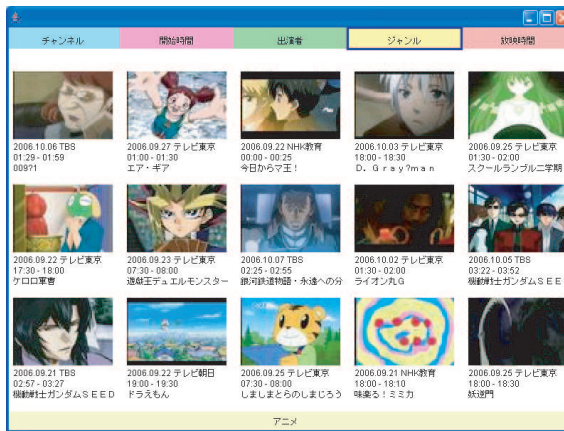 チャンネル
開始時間
出演者
ジャンル
放映時間
2006.10.06 TBS
01:29 - 01:59
009?1
2006.09.27 テレビ東京
01:00 - 01:30
エア・ギア
2006.09.22 NHK教育
00:00 - 00:25
今日からマ王！
2006.10.03 テレビ東京
18:00 - 18:30
Ｄ．Ｇｒａｙ?ｍａｎ
2006.09.25 テレビ東京
01:30 - 02:00
スクールランブル二学期
2006.09.22 テレビ東京
17:30 - 18:00
ケロロ軍曹
2006.09.23 テレビ東京
07:30 - 08:00
遊戯王デュエルモンスター
2006.10.07 TBS
02:25 - 02:55
銀河鉄道物語・永遠への分
2006.10.02 テレビ東京
01:30 - 02:00
ライオン丸Ｇ
2006.10.05 TBS
03:22 - 03:52
機動戦士ガンダムＳＥＥ
2006.09.21 TBS
02:57 - 03:27
機動戦士ガンダムＳＥＥＤ
2006.09.22 テレビ朝日
19:00 - 19:30
ドラえもん
2006.09.25 テレビ東京
07:30 - 08:00
しましまとらのしまじろう
2006.09.21 NHK教育
18:00 - 18:10
味楽る！ミミカ
2006.09.25 テレビ東京
18:00 - 18:30
妖逆門
アニメ